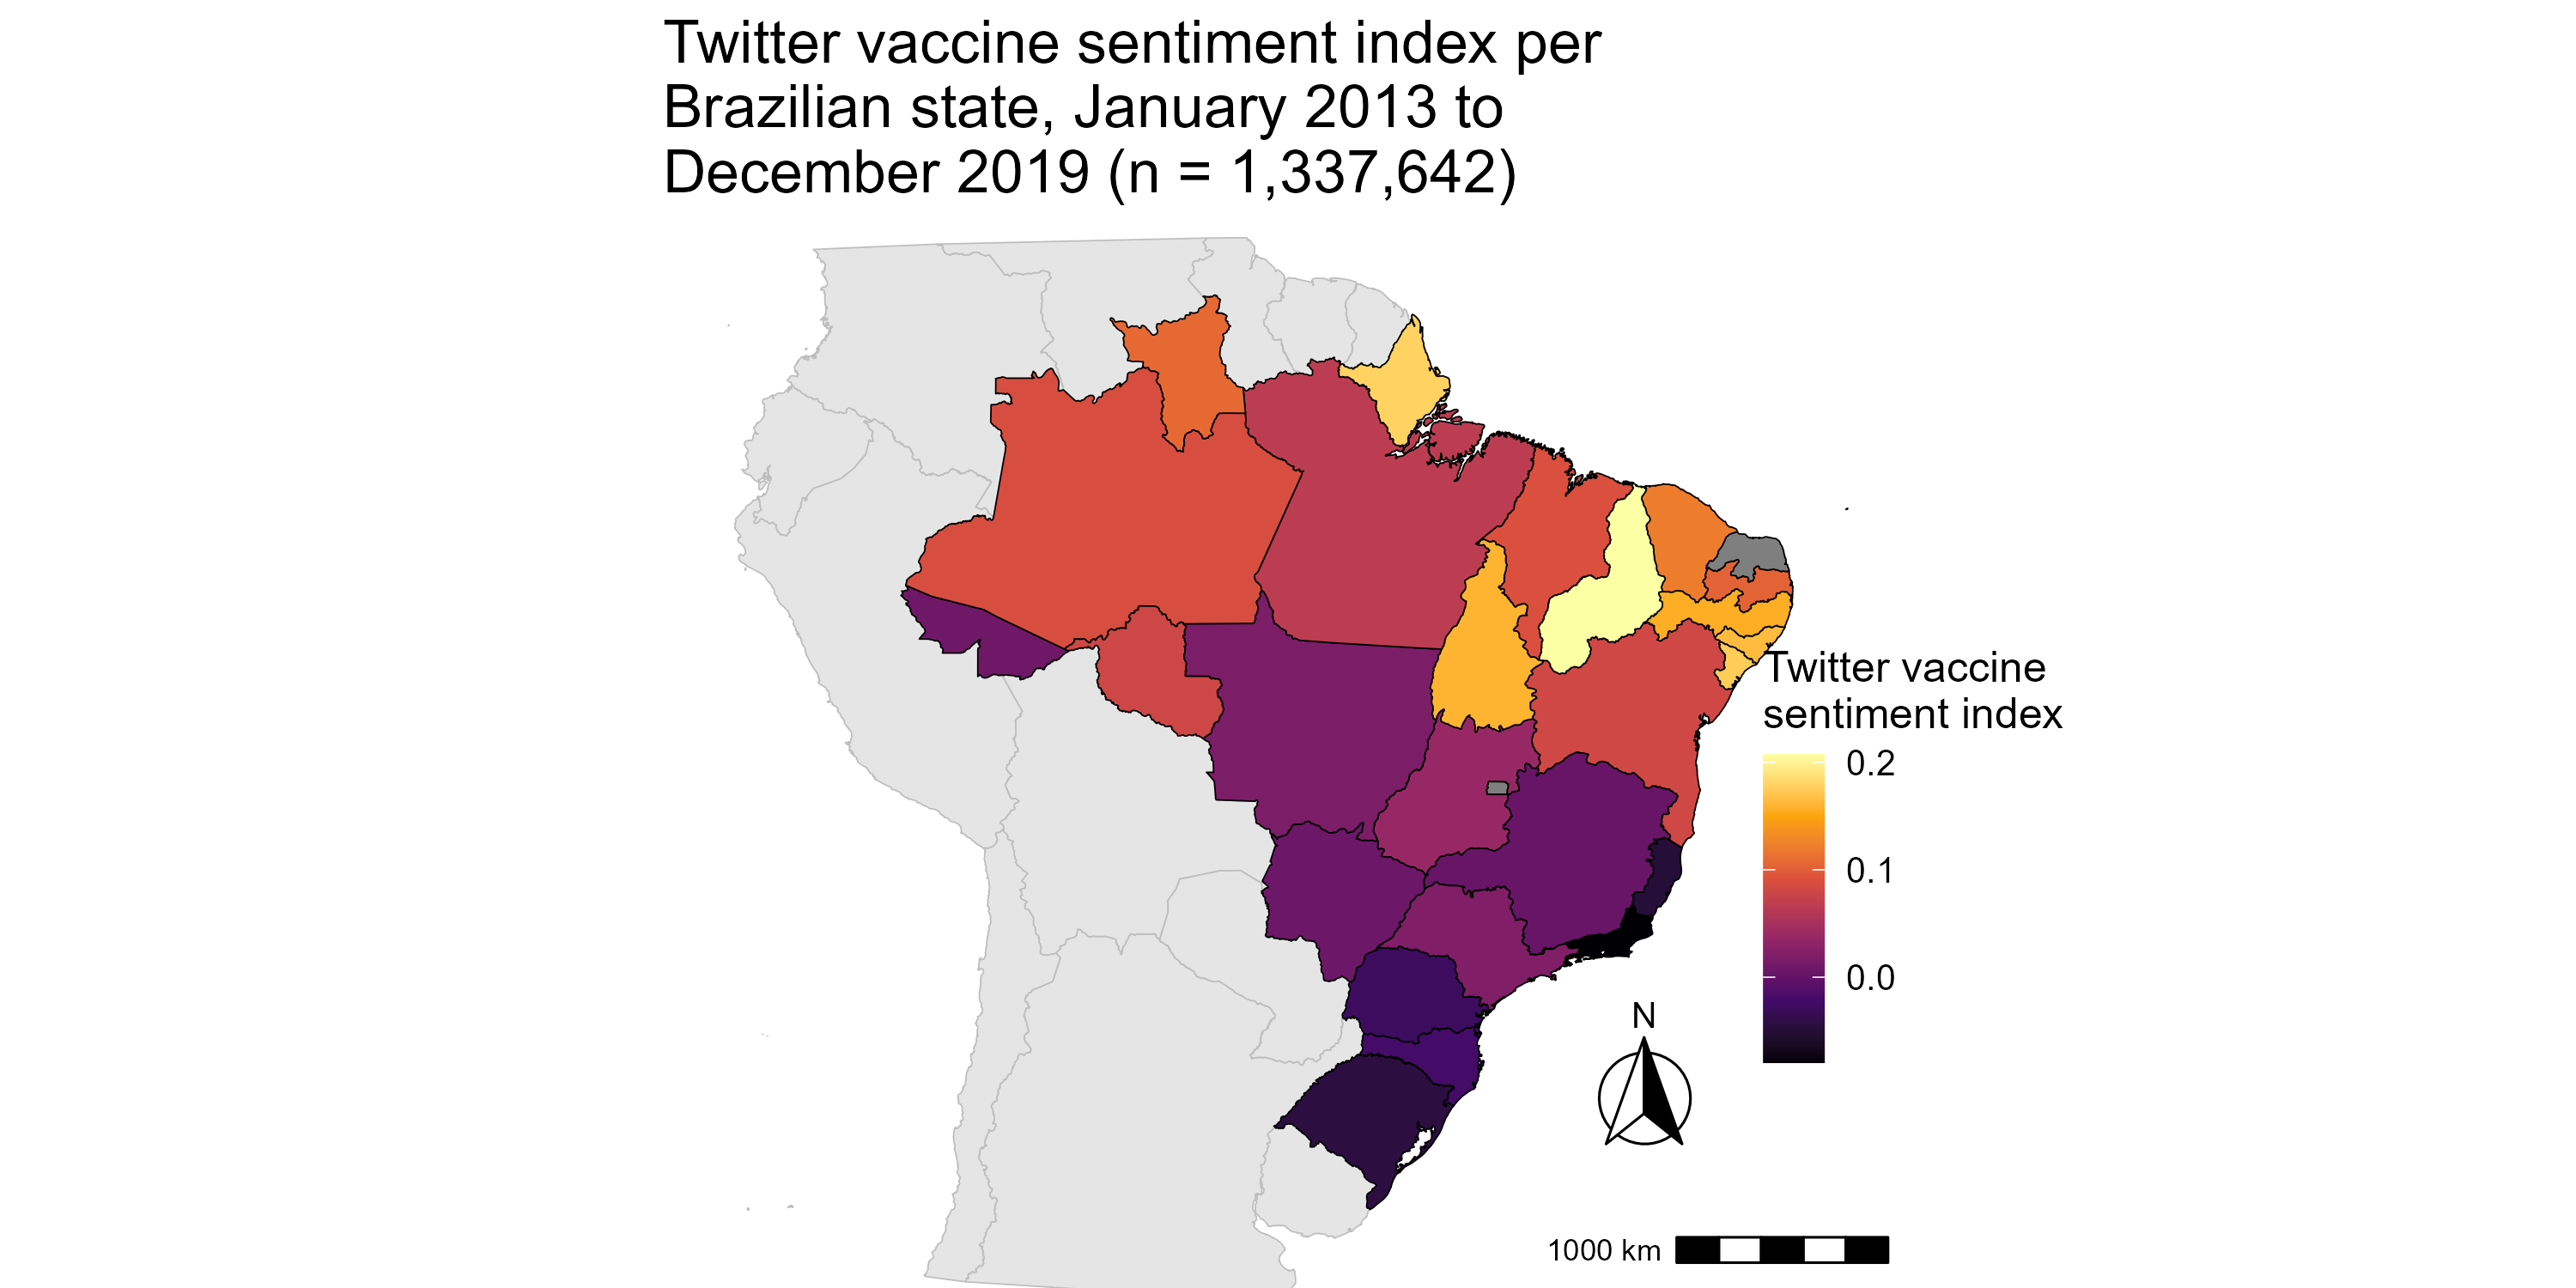 Twitter vaccine sentiment index per
Brazilian state, January 2013 to
December 2019 (n = 1,337,642)
Twitter vaccine
sentiment index
0.2
0.1
0.0
N
1000 km